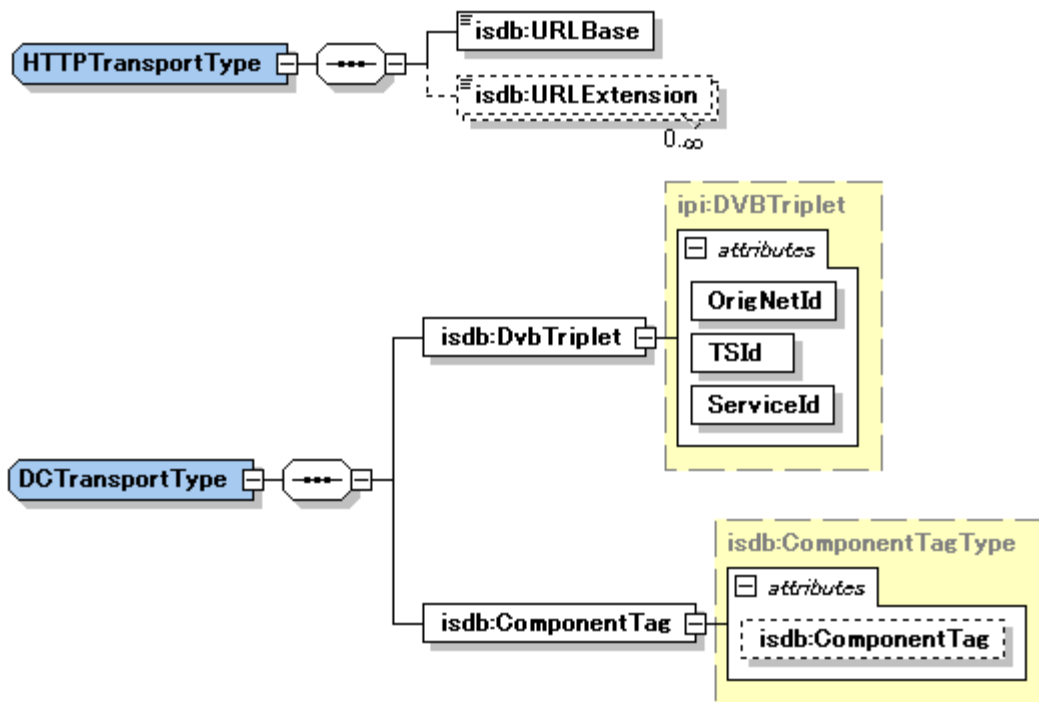 HTTPTransportType
isdb:URLBase
isdb:URLExtension
0..∞
ipi:DVBTriplet
attributes
OrigNetId
isdb:DvbTriplet
TSId
ServiceId
DCTransportType
isdb:ComponentTagType
attributes
isdb:ComponentTag
isdb:ComponentTag